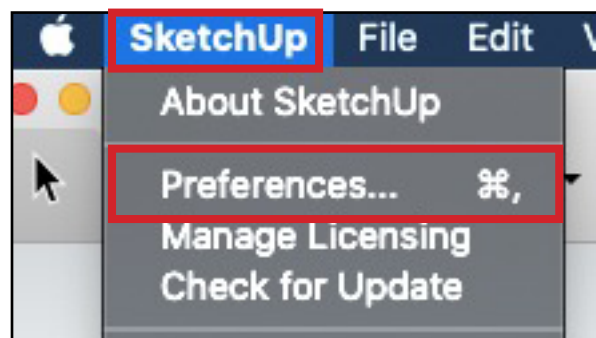 SketchUp File Edit V
About SketchUp
Preferences... ⌘,
Manage Licensing
Check for Update